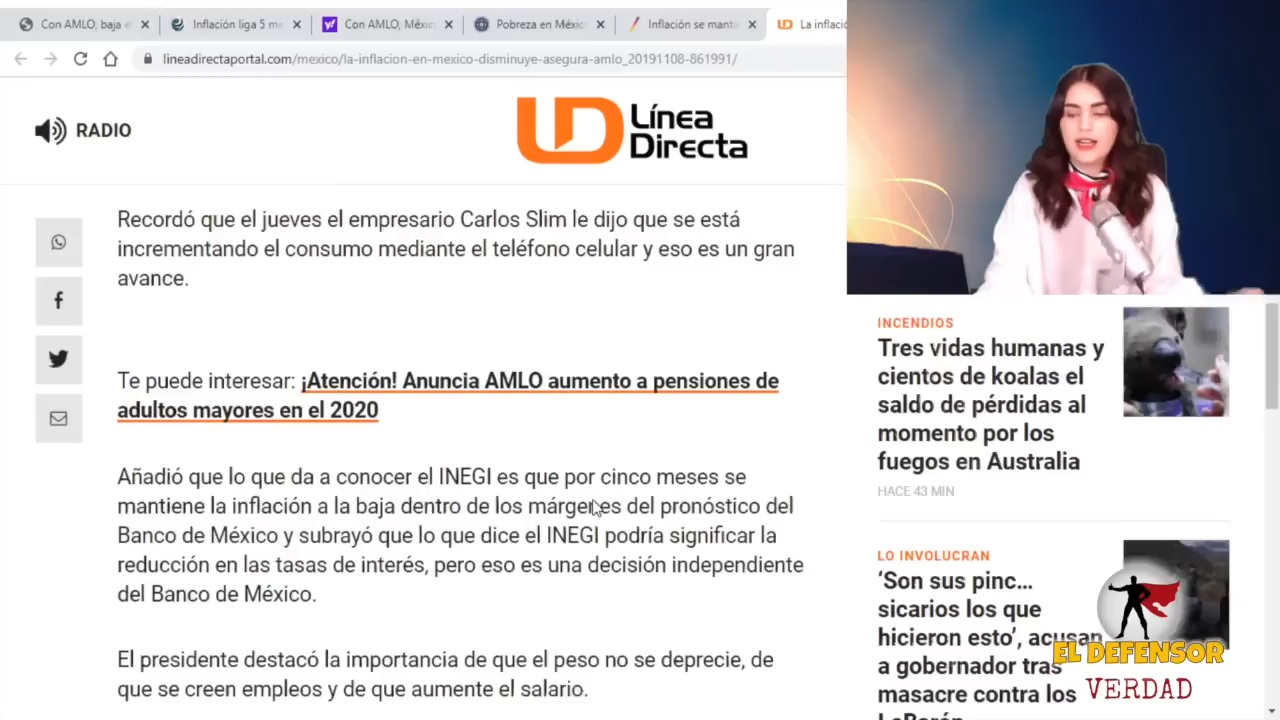 Con AMLO, baja e
Inflación liga 5 me
Con AMLO, Méxic
Pobreza en México
Inflación se manti
La inflació
lineadirectaportal.com/mexico/la-inflacion-en-mexico-disminuye-asegura-amlo_20191108-861991/
RADIO
LD Línea
Directa
Recordó que el jueves el empresario Carlos Slim le dijo que se está
incrementando el consumo mediante el teléfono celular y eso es un gran
avance.
Te puede interesar: ¡Atención! Anuncia AMLO aumento a pensiones de
adultos mayores en el 2020
Añadió que lo que da a conocer el INEGI es que por cinco meses se
mantiene la inflación a la baja dentro de los márgenes del pronóstico del
Banco de México y subrayó que lo que dice el INEGI podría significar la
reducción en las tasas de interés, pero eso es una decisión independiente
del Banco de México.
El presidente destacó la importancia de que el peso no se deprecie, de
que se creen empleos y de que aumente el salario.
INCENDIOS
Tres vidas humanas y
cientos de koalas el
saldo de pérdidas al
momento por los
fuegos en Australia
HACE 43 MIN
LO INVOLUCRAN
‘Son sus pinc...
sicarios los que
hicieron esto’, acusan
a gobernador tras
masacre contra los
LeBarón
EL DEFENSOR
VERDAD